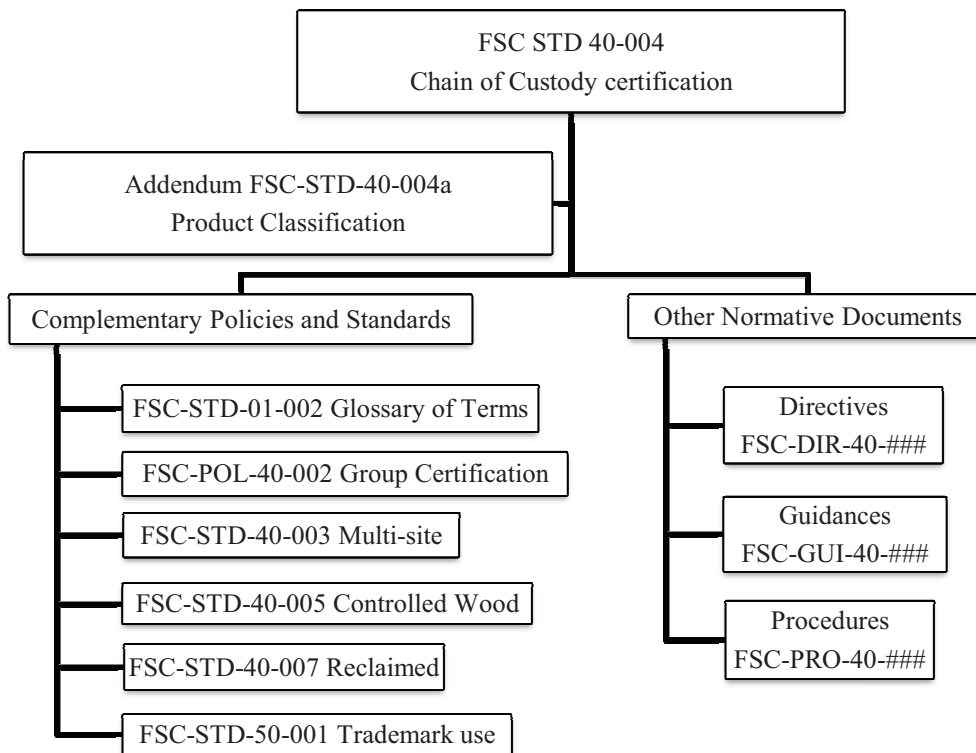 FSC STD 40-004
Chain of Custody certification
Addendum FSC-STD-40-004a
Product Classification
Complementary Policies and Standards
FSC-STD-01-002 Glossary of Terms
FSC-POL-40-002 Group Certification
FSC-STD-40-003 Multi-site
FSC-STD-40-005 Controlled Wood
FSC-STD-40-007 Reclaimed
FSC-STD-50-001 Trademark use
Other Normative Documents
Directives
FSC-DIR-40-###
Guidances
FSC-GUI-40-###
Procedures
FSC-PRO-40-###